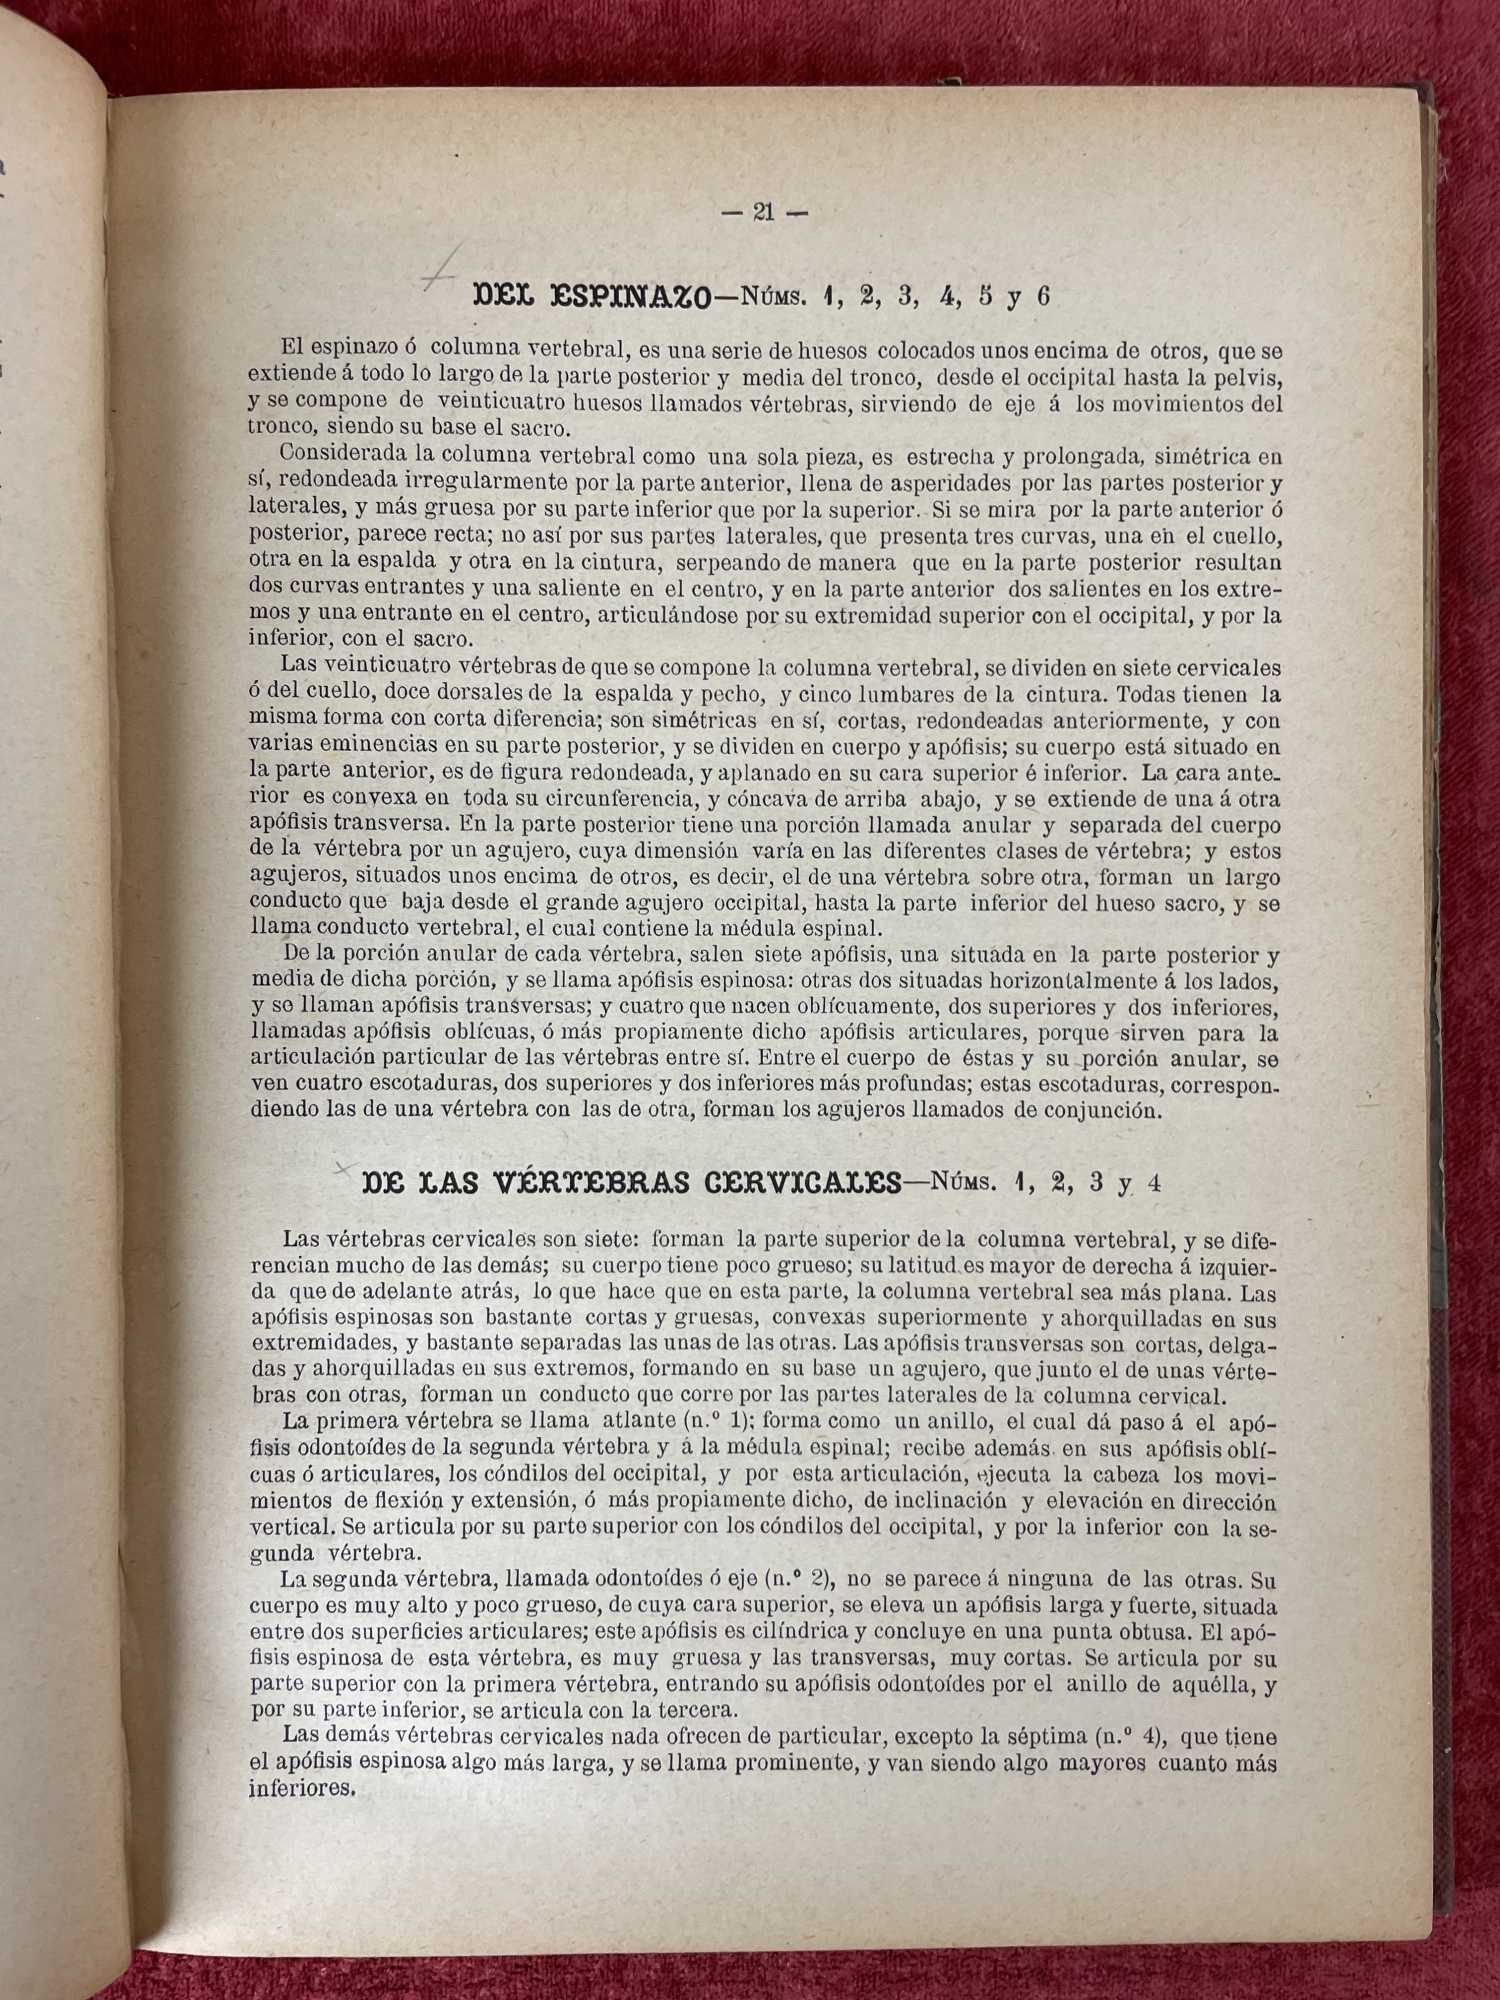 — 21 —
DEL ESPINAZO—Núms. 1, 2, 3, 4, 5 y 6
El espinazo ó columna vertebral, es una serie de huesos colocados unos encima de otros, que se
extiende á todo lo largo de la parte posterior y media del tronco, desde el occipital hasta la pelvis,
y se compone de veinticuatro huesos llamados vértebras, sirviendo de eje á los movimientos del
tronco, siendo su base el sacro.
Considerada la columna vertebral como una sola pieza, es estrecha y prolongada, simétrica en
sí, redondeada irregularmente por la parte anterior, llena de asperidades por las partes posterior y
laterales, y más gruesa por su parte inferior que por la superior. Si se mira por la parte anterior ó
posterior, parece recta; no así por sus partes laterales, que presenta tres curvas, una en el cuello,
otra en la espalda y otra en la cintura, serpeando de manera que en la parte posterior resultan
dos curvas entrantes y una saliente en el centro, y en la parte anterior dos salientes en los extre-
mos y una entrante en el centro, articulándose por su extremidad superior con el occipital, y por la
inferior, con el sacro.
Las veinticuatro vértebras de que se compone la columna vertebral, se dividen en siete cervicales
ó del cuello, doce dorsales de la espalda y pecho, y cinco lumbares de la cintura. Todas tienen la
misma forma con corta diferencia; son simétricas en sí, cortas, redondeadas anteriormente, y con
varias eminencias en su parte posterior, y se dividen en cuerpo y apófisis; su cuerpo está situado en
la parte anterior, es de figura redondeada, y aplanado en su cara superior é inferior. La cara ante-
rior es convexa en toda su circunferencia, y cóncava de arriba abajo, y se extiende de una á otra
apófisis transversa. En la parte posterior tiene una porción llamada anular y separada del cuerpo
de la vértebra por un agujero, cuya dimensión varía en las diferentes clases de vértebra; y estos
agujeros, situados unos encima de otros, es decir, el de una vértebra sobre otra, forman un largo
conducto que baja desde el grande agujero occipital, hasta la parte inferior del hueso sacro, y se
llama conducto vertebral, el cual contiene la médula espinal.
De la porción anular de cada vértebra, salen siete apófisis, una situada en la parte posterior y
media de dicha porción, y se llama apófisis espinosa: otras dos situadas horizontalmente á los lados,
y se llaman apófisis transversas; y cuatro que nacen oblícuamente, dos superiores y dos inferiores,
llamadas apófisis oblícuas, ó más propiamente dicho apófisis articulares, porque sirven para la
articulación particular de las vértebras entre sí. Entre el cuerpo de éstas y su porción anular, se
ven cuatro escotaduras, dos superiores y dos inferiores más profundas; estas escotaduras, correspon-
diendo las de una vértebra con las de otra, forman los agujeros llamados de conjunción.
DE LAS VÉRTEBRAS CERVICALES—Núms. 1, 2, 3 y 4
Las vértebras cervicales son siete: forman la parte superior de la columna vertebral, y se dife-
rencian mucho de las demás; su cuerpo tiene poco grueso; su latitud es mayor de derecha á izquier-
da que de adelante atrás, lo que hace que en esta parte, la columna vertebral sea más plana. Las
apófisis espinosas son bastante cortas y gruesas, convexas superiormente y ahorquilladas en sus
extremidades, y bastante separadas las unas de las otras. Las apófisis transversas son cortas, delga-
das y ahorquilladas en sus extremos, formando en su base un agujero, que junto el de unas vérte-
bras con otras, forman un conducto que corre por las partes laterales de la columna cervical.
La primera vértebra se llama atlante (n.º 1); forma como un anillo, el cual dá paso á el apó-
fisis odontoídes de la segunda vértebra y á la médula espinal; recibe además en sus apófisis oblí-
cuas ó articulares, los cóndilos del occipital, y por esta articulación, ejecuta la cabeza los movi-
mientos de flexión y extensión, ó más propiamente dicho, de inclinación y elevación en dirección
vertical. Se articula por su parte superior con los cóndilos del occipital, y por la inferior con la se-
gunda vértebra.
La segunda vértebra, llamada odontoídes ó eje (n.º 2), no se parece á ninguna de las otras. Su
cuerpo es muy alto y poco grueso, de cuya cara superior, se eleva un apófisis larga y fuerte, situada
entre dos superficies articulares; este apófisis es cilíndrica y concluye en una punta obtusa. El apó-
fisis espinosa de esta vértebra, es muy gruesa y las transversas, muy cortas. Se articula por su
parte superior con la primera vértebra, entrando su apófisis odontoídes por el anillo de aquélla, y
por su parte inferior, se articula con la tercera.
Las demás vértebras cervicales nada ofrecen de particular, excepto la séptima (n.º 4), que tiene
el apófisis espinosa algo más larga, y se llama prominente, y van siendo algo mayores cuanto más
inferiores.